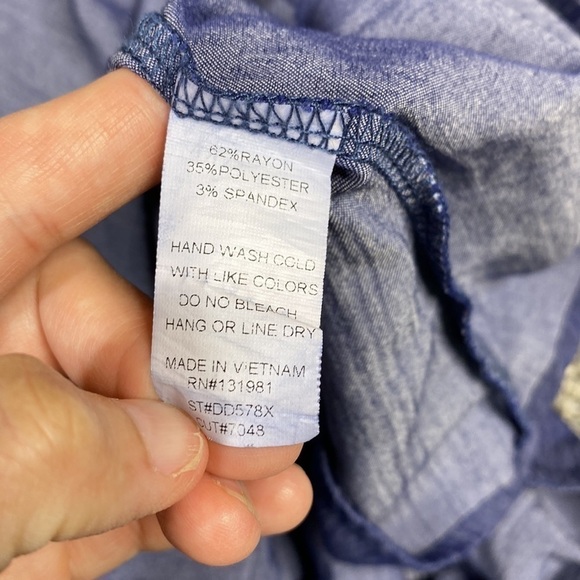 62%RAYON
35%POLYESTER
3% SPANDEX
HAND WASH COLD
WITH LIKE COLORS
DO NO BLEACH
HANG OR LINE DRY
MADE IN VIETNAM
RN#131981
ST#DD578X
CUT#7048